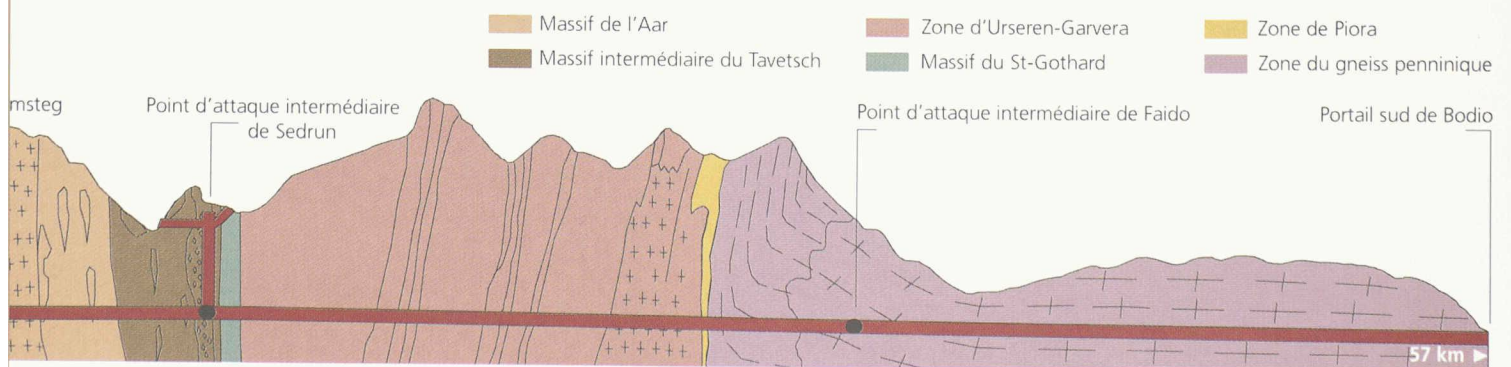 Massif de l'Aar
Massif intermédiaire du Tavetsch
Zone d'Urseren-Garvera
Massif du St-Gothard
Zone de Piora
Zone du gneiss penninique
msteg
Point d'attaque intermédiaire
de Sedrun
Point d'attaque intermédiaire de Faido
Portail sud de Bodio
57 km